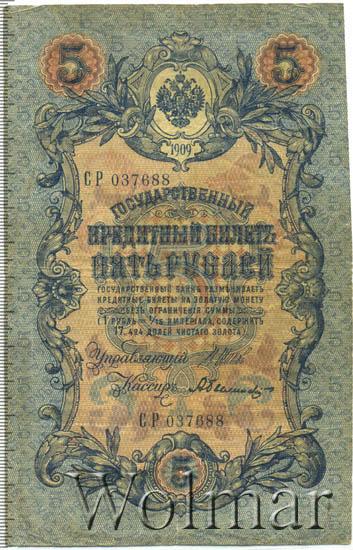 5 5
1909
СР 037688
ГОСУДАРСТВЕННЫЙ
КРЕДИТНЫЙ БИЛЕТЪ
ПЯТЬ РУБЛЕЙ
ГОСУДАРСТВЕННЫЙ БАНКЪ РАЗМѢНИВАЕТЪ
КРЕДИТНЫЕ БИЛЕТЫ НА ЗОЛОТУЮ МОНЕТУ
БЕЗЪ ОГРАНИЧЕНІЯ СУММЫ
(1 РУБЛЬ = 1/15 ИМПЕРІАЛА, СОДЕРЖИТЪ
17,424 ДОЛЕЙ ЧИСТАГО ЗОЛОТА)
Управляющій
Кассиръ
СР 037688
5
Wolmar